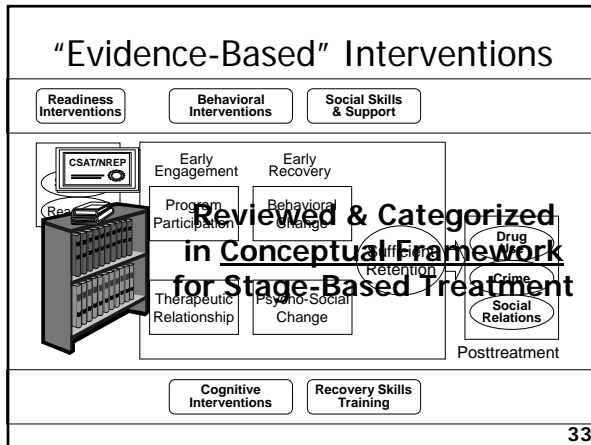 “Evidence-Based” Interventions
Readiness
Interventions
Behavioral
Interventions
Social Skills
& Support
CSAT/NREP
Early
Engagement
Early
Recovery
Program
Participation
Behavioral
Change
Reviewed & Categorized
in Conceptual Framework
for Stage-Based Treatment
Sufficient
Retention
Drug
Use
Crime
Social
Relations
Therapeutic
Relationship
Psycho-Social
Change
Posttreatment
Cognitive
Interventions
Recovery Skills
Training
33